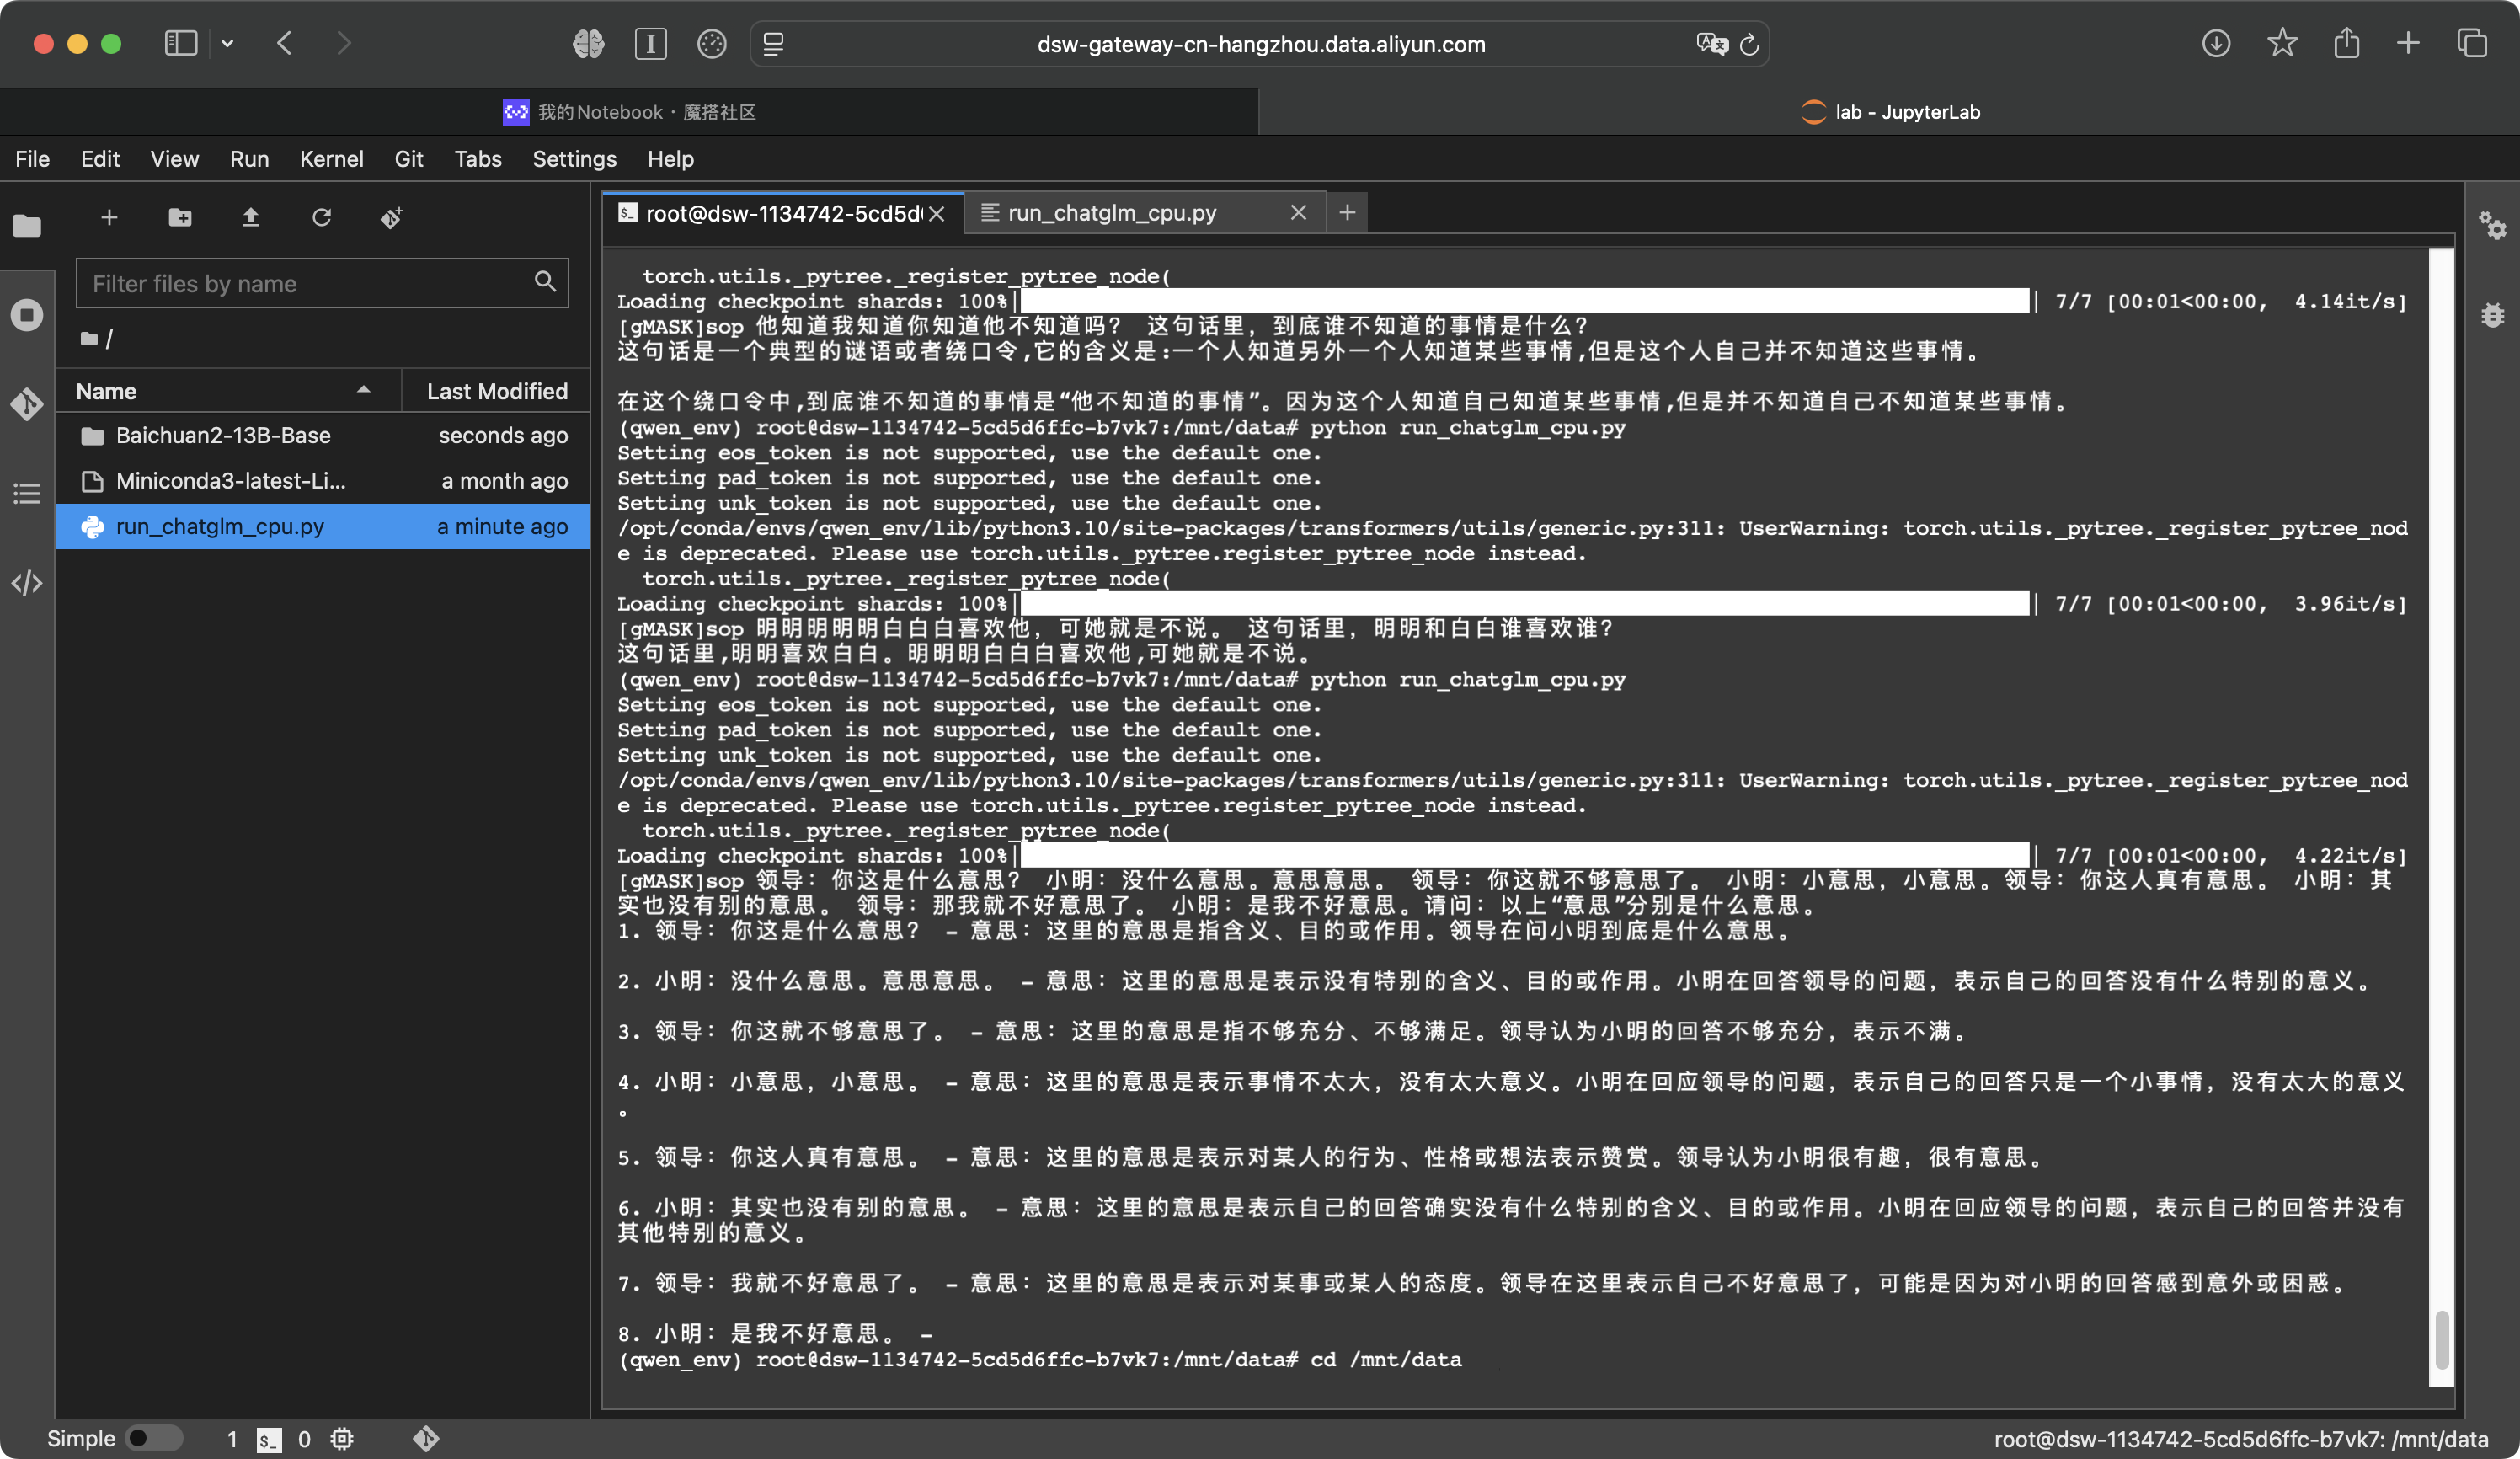 dsw-gateway-cn-hangzhou.data.aliyun.com
我的Notebook · 魔搭社区
lab - JupyterLab
File Edit View Run Kernel Git Tabs Settings Help
root@dsw-1134742-5cd5d(
run_chatglm_cpu.py
Filter files by name
/
Name Last Modified
Baichuan2-13B-Base seconds ago
Miniconda3-latest-Li... a month ago
run_chatglm_cpu.py a minute ago
torch.utils._pytree._register_pytree_node(
Loading checkpoint shards: 100%| | 7/7 [00:01<00:00, 4.14it/s]
[gMASK]sop 他知道我知道你知道他不知道吗？ 这句话里，到底谁不知道的事情是什么？
这句话是一个典型的谜语或者绕口令,它的含义是:一个人知道另外一个人知道某些事情,但是这个人自己并不知道这些事情。
在这个绕口令中,到底谁不知道的事情是“他不知道的事情”。因为这个人知道自己知道某些事情,但是并不知道自己不知道某些事情。
(qwen_env) root@dsw-1134742-5cd5d6ffc-b7vk7:/mnt/data# python run_chatglm_cpu.py
Setting eos_token is not supported, use the default one.
Setting pad_token is not supported, use the default one.
Setting unk_token is not supported, use the default one.
/opt/conda/envs/qwen_env/lib/python3.10/site-packages/transformers/utils/generic.py:311: UserWarning: torch.utils._pytree._register_pytree_nod
e is deprecated. Please use torch.utils._pytree.register_pytree_node instead.
torch.utils._pytree._register_pytree_node(
Loading checkpoint shards: 100%| | 7/7 [00:01<00:00, 3.96it/s]
[gMASK]sop 明明明明明白白白喜欢他，可她就是不说。 这句话里，明明和白白谁喜欢谁？
这句话里,明明喜欢白白。明明明白白白喜欢他,可她就是不说。
(qwen_env) root@dsw-1134742-5cd5d6ffc-b7vk7:/mnt/data# python run_chatglm_cpu.py
Setting eos_token is not supported, use the default one.
Setting pad_token is not supported, use the default one.
Setting unk_token is not supported, use the default one.
/opt/conda/envs/qwen_env/lib/python3.10/site-packages/transformers/utils/generic.py:311: UserWarning: torch.utils._pytree._register_pytree_nod
e is deprecated. Please use torch.utils._pytree.register_pytree_node instead.
torch.utils._pytree._register_pytree_node(
Loading checkpoint shards: 100%| | 7/7 [00:01<00:00, 4.22it/s]
[gMASK]sop 领导：你这是什么意思？ 小明：没什么意思。意思意思。 领导：你这就不够意思了。 小明：小意思，小意思。领导：你这人真有意思。 小明：其
实也没有别的意思。 领导：那我就不好意思了。 小明：是我不好意思。请问：以上“意思”分别是什么意思。
1. 领导：你这是什么意思？ - 意思：这里的意思是指含义、目的或作用。领导在问小明到底是什么意思。
2. 小明：没什么意思。意思意思。 - 意思：这里的意思是表示没有特别的含义、目的或作用。小明在回答领导的问题，表示自己的回答没有什么特别的意义。
3. 领导：你这就不够意思了。 - 意思：这里的意思是指不够充分、不够满足。领导认为小明的回答不够充分，表示不满。
4. 小明：小意思，小意思。 - 意思：这里的意思是表示事情不太大，没有太大意义。小明在回应领导的问题，表示自己的回答只是一个小事情，没有太大的意义
。
5. 领导：你这人真有意思。 - 意思：这里的意思是表示对某人的行为、性格或想法表示赞赏。领导认为小明很有趣，很有意思。
6. 小明：其实也没有别的意思。 - 意思：这里的意思是表示自己的回答确实没有什么特别的含义、目的或作用。小明在回应领导的问题，表示自己的回答并没有
其他特别的意义。
7. 领导：我就不好意思了。 - 意思：这里的意思是表示对某事或某人的态度。领导在这里表示自己不好意思了，可能是因为对小明的回答感到意外或困惑。
8. 小明：是我不好意思。 -
(qwen_env) root@dsw-1134742-5cd5d6ffc-b7vk7:/mnt/data# cd /mnt/data
Simple 1 0 root@dsw-1134742-5cd5d6ffc-b7vk7: /mnt/data